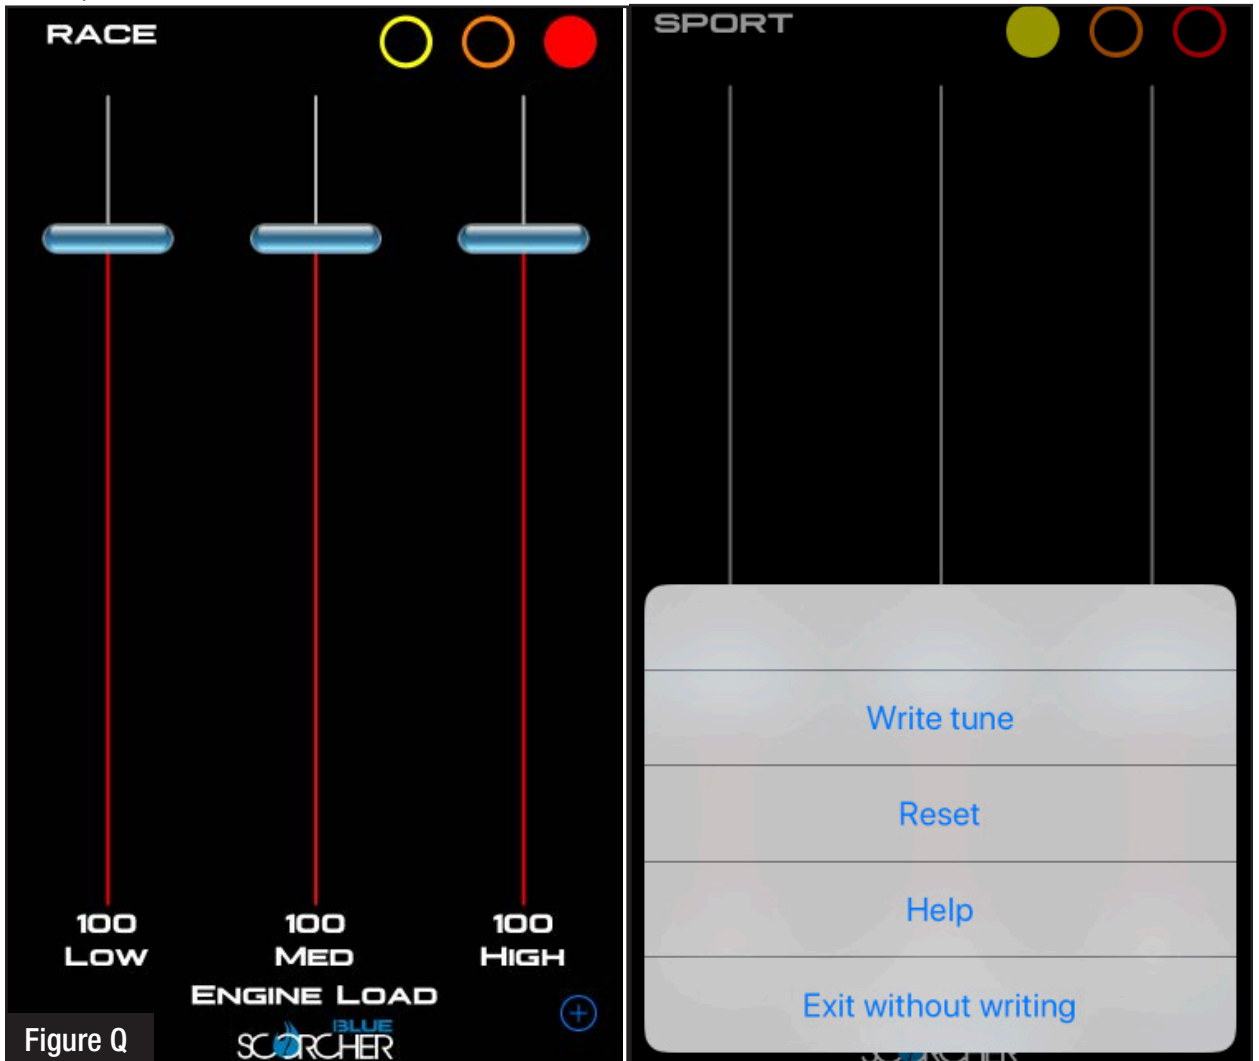 RACE
100 100 100
LOW MED HIGH
ENGINE LOAD
BLUE
SCORCHER
Figure Q
SPORT
Write tune
Reset
Help
Exit without writing